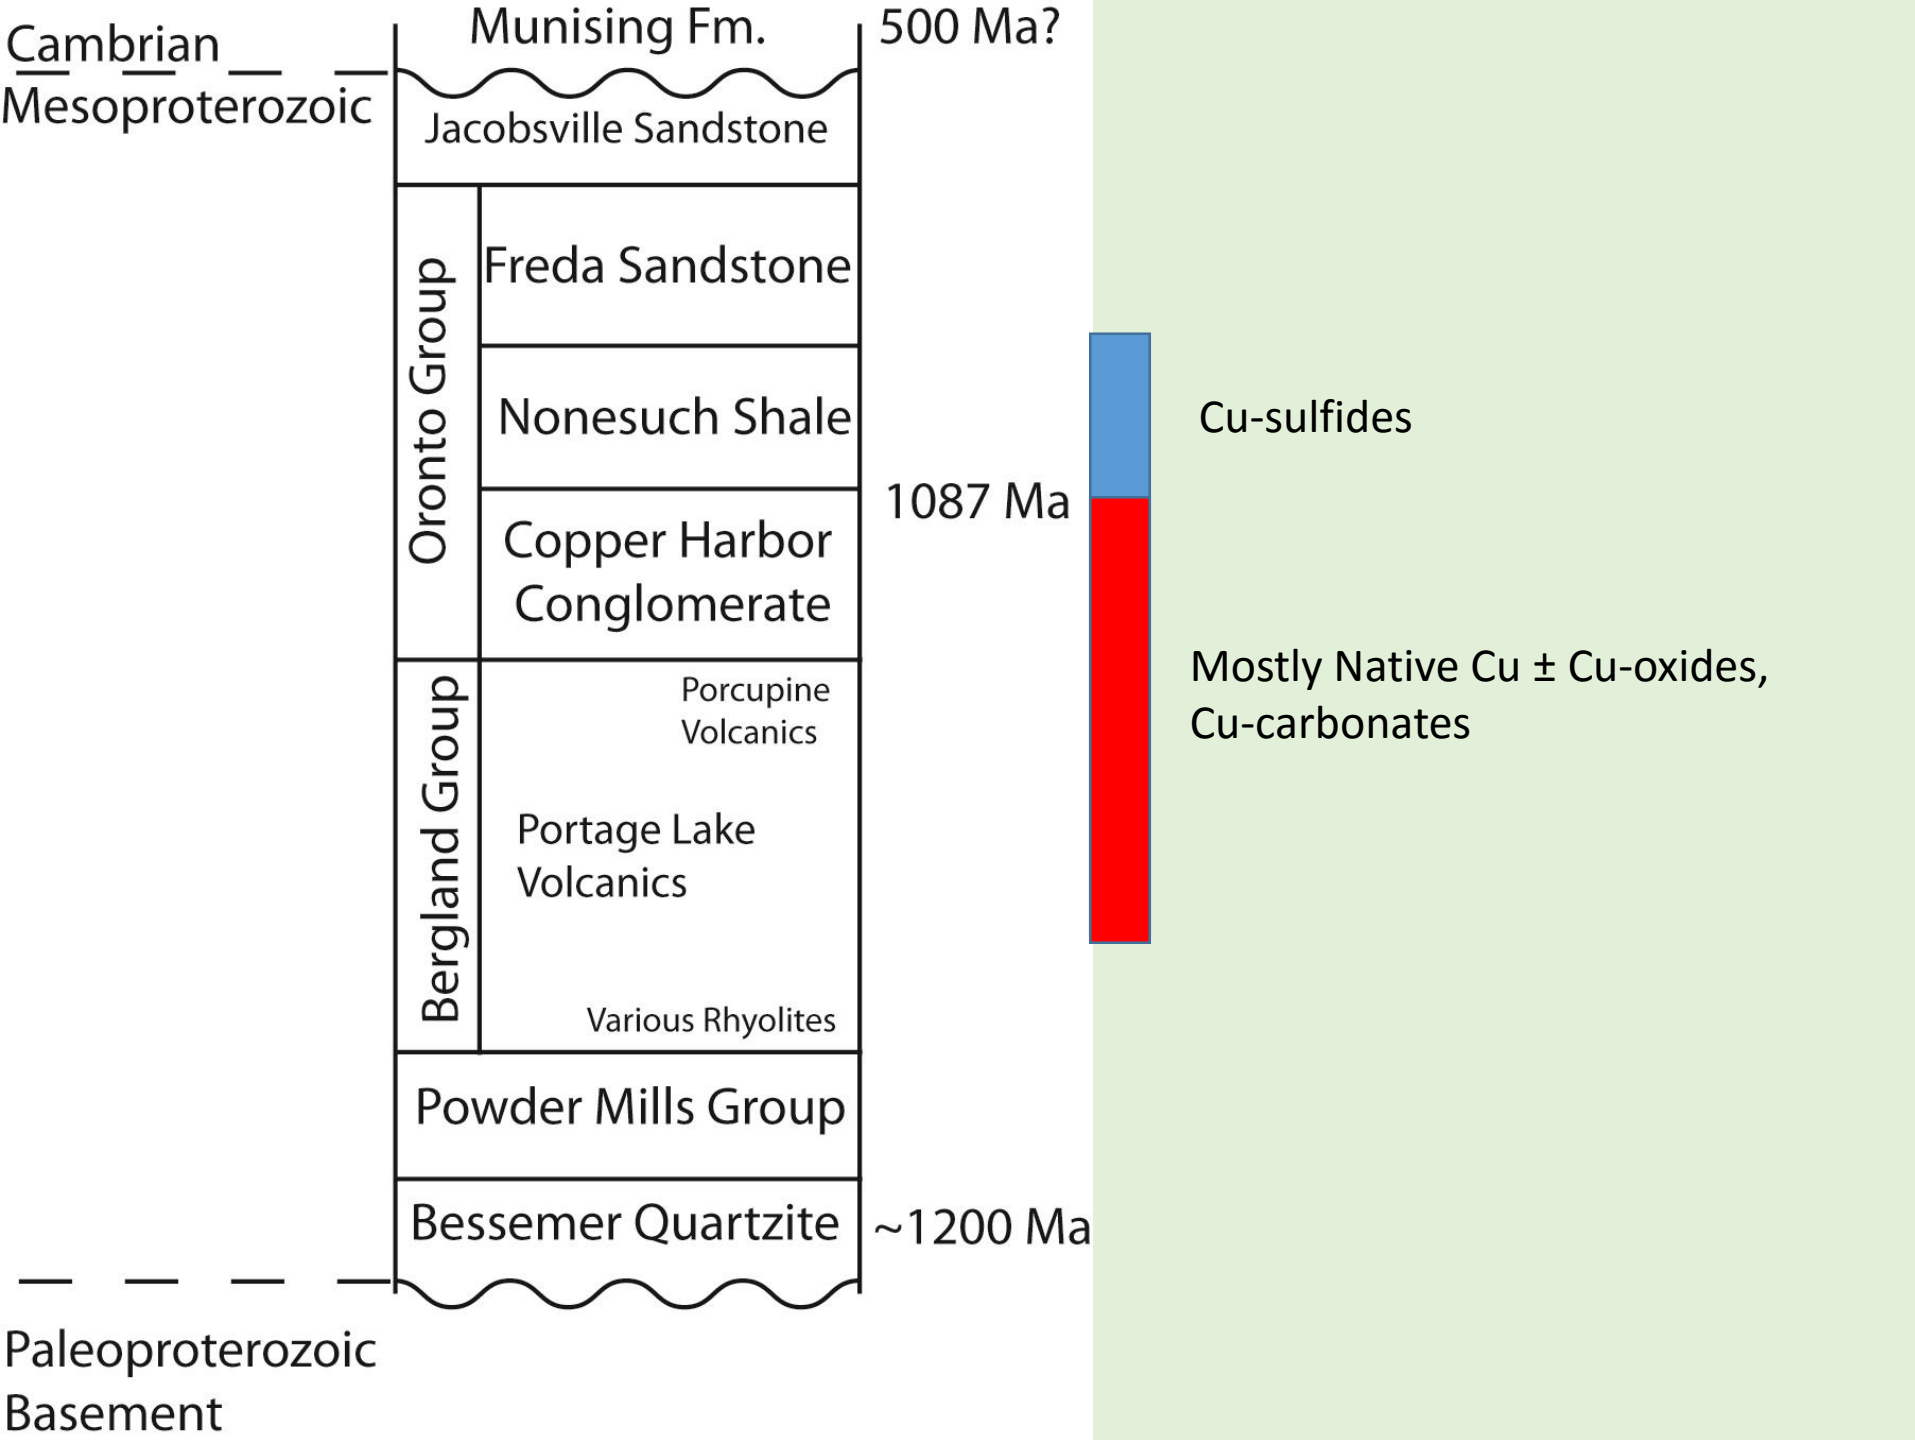 Cambrian
Mesoproterozoic
Munising Fm.
500 Ma?
Jacobsville Sandstone
Oronto Group
Freda Sandstone
Nonesuch Shale
1087 Ma
Copper Harbor
Conglomerate
Bergland Group
Porcupine
Volcanics
Portage Lake
Volcanics
Various Rhyolites
Powder Mills Group
Bessemer Quartzite
~1200 Ma
Paleoproterozoic
Basement
Cu-sulfides
Mostly Native Cu ± Cu-oxides,
Cu-carbonates